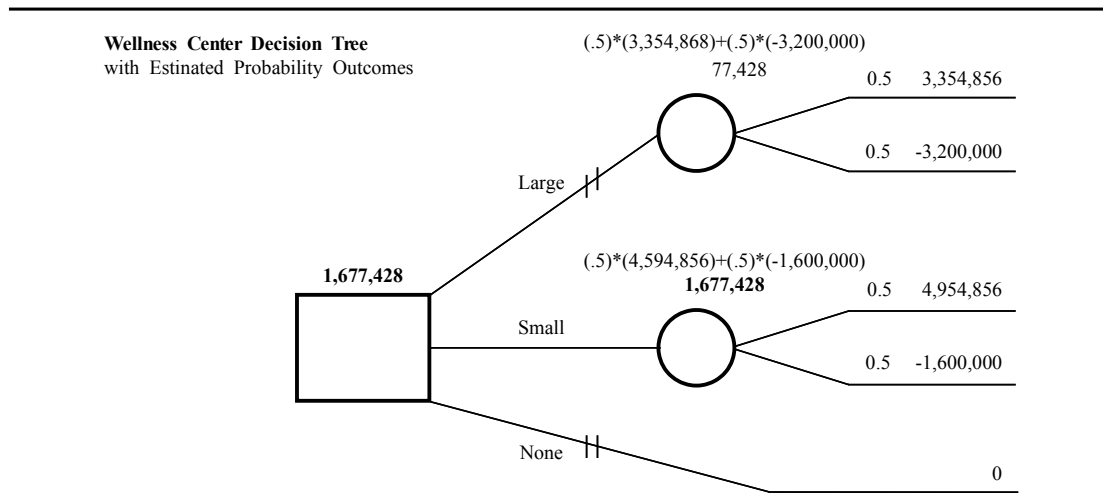 Wellness Center Decision Tree
with Estinated Probability Outcomes
(.5)*(3,354,868)+(.5)*(-3,200,000)
77,428
0.5 3,354,856
0.5 -3,200,000
Large
(.5)*(4,594,856)+(.5)*(-1,600,000)
1,677,428
1,677,428
0.5 4,954,856
Small
0.5 -1,600,000
None
0